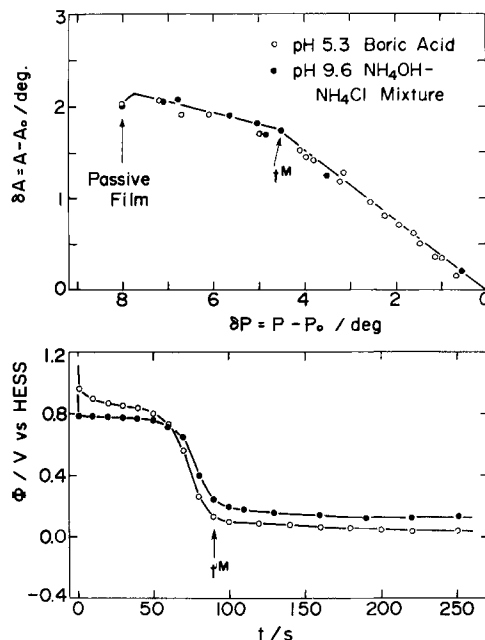 δA = A - A₀ / deg.
3
2
1
0
○ pH 5.3 Boric Acid
● pH 9.6 NH₄OH-
NH₄Cl Mixture
Passive
Film
tᴹ
8 6 4 2 0
δP = P - P₀ / deg
Φ / V vs HESS
1.2
0.8
0.4
0.0
-0.4
tᴹ
0 50 100 150 200 250
t / s